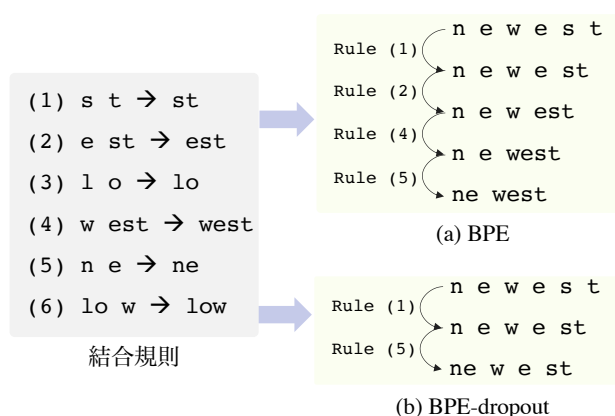 (1) s t → st
(2) e st → est
(3) l o → lo
(4) w est → west
(5) n e → ne
(6) lo w → low
結合規則
n e w e s t
Rule (1)
n e w e st
Rule (2)
n e w est
Rule (4)
n e west
Rule (5)
ne west
(a) BPE
n e w e s t
Rule (1)
n e w e st
Rule (5)
ne w e st
(b) BPE-dropout